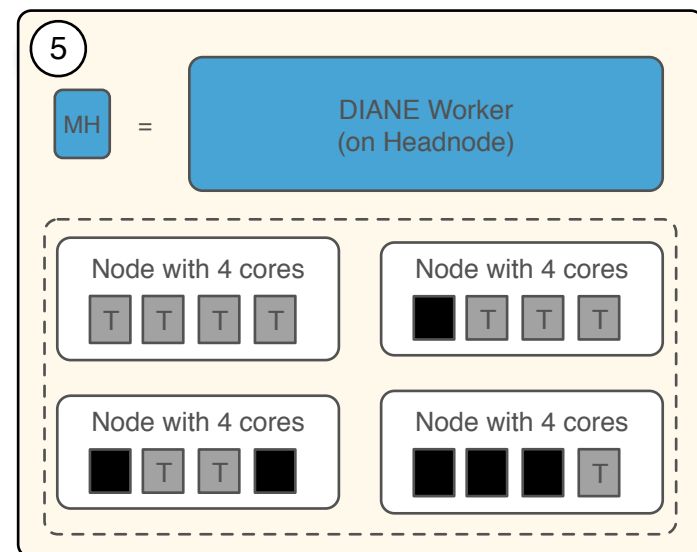 5
MH = DIANE Worker
(on Headnode)
Node with 4 cores
T T T T
Node with 4 cores
T T T
Node with 4 cores
T T
Node with 4 cores
T